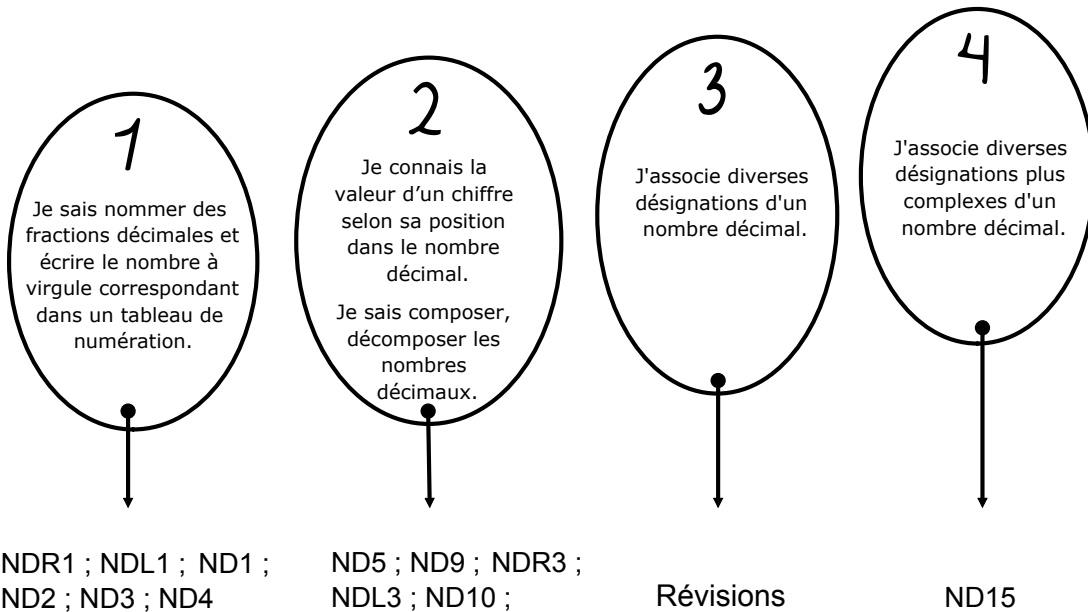 1
Je sais nommer des
fractions décimales et
écrire le nombre à
virgule correspondant
dans un tableau de
numération.
NDR1 ; NDL1 ; ND1 ;
ND2 ; ND3 ; ND4
2
Je connais la
valeur d’un chiffre
selon sa position
dans le nombre
décimal.
Je sais composer,
décomposer les
nombres
décimaux.
ND5 ; ND9 ; NDR3 ;
NDL3 ; ND10 ;
3
J'associe diverses
désignations d'un
nombre décimal.
Révisions
4
J'associe diverses
désignations plus
complexes d'un
nombre décimal.
ND15